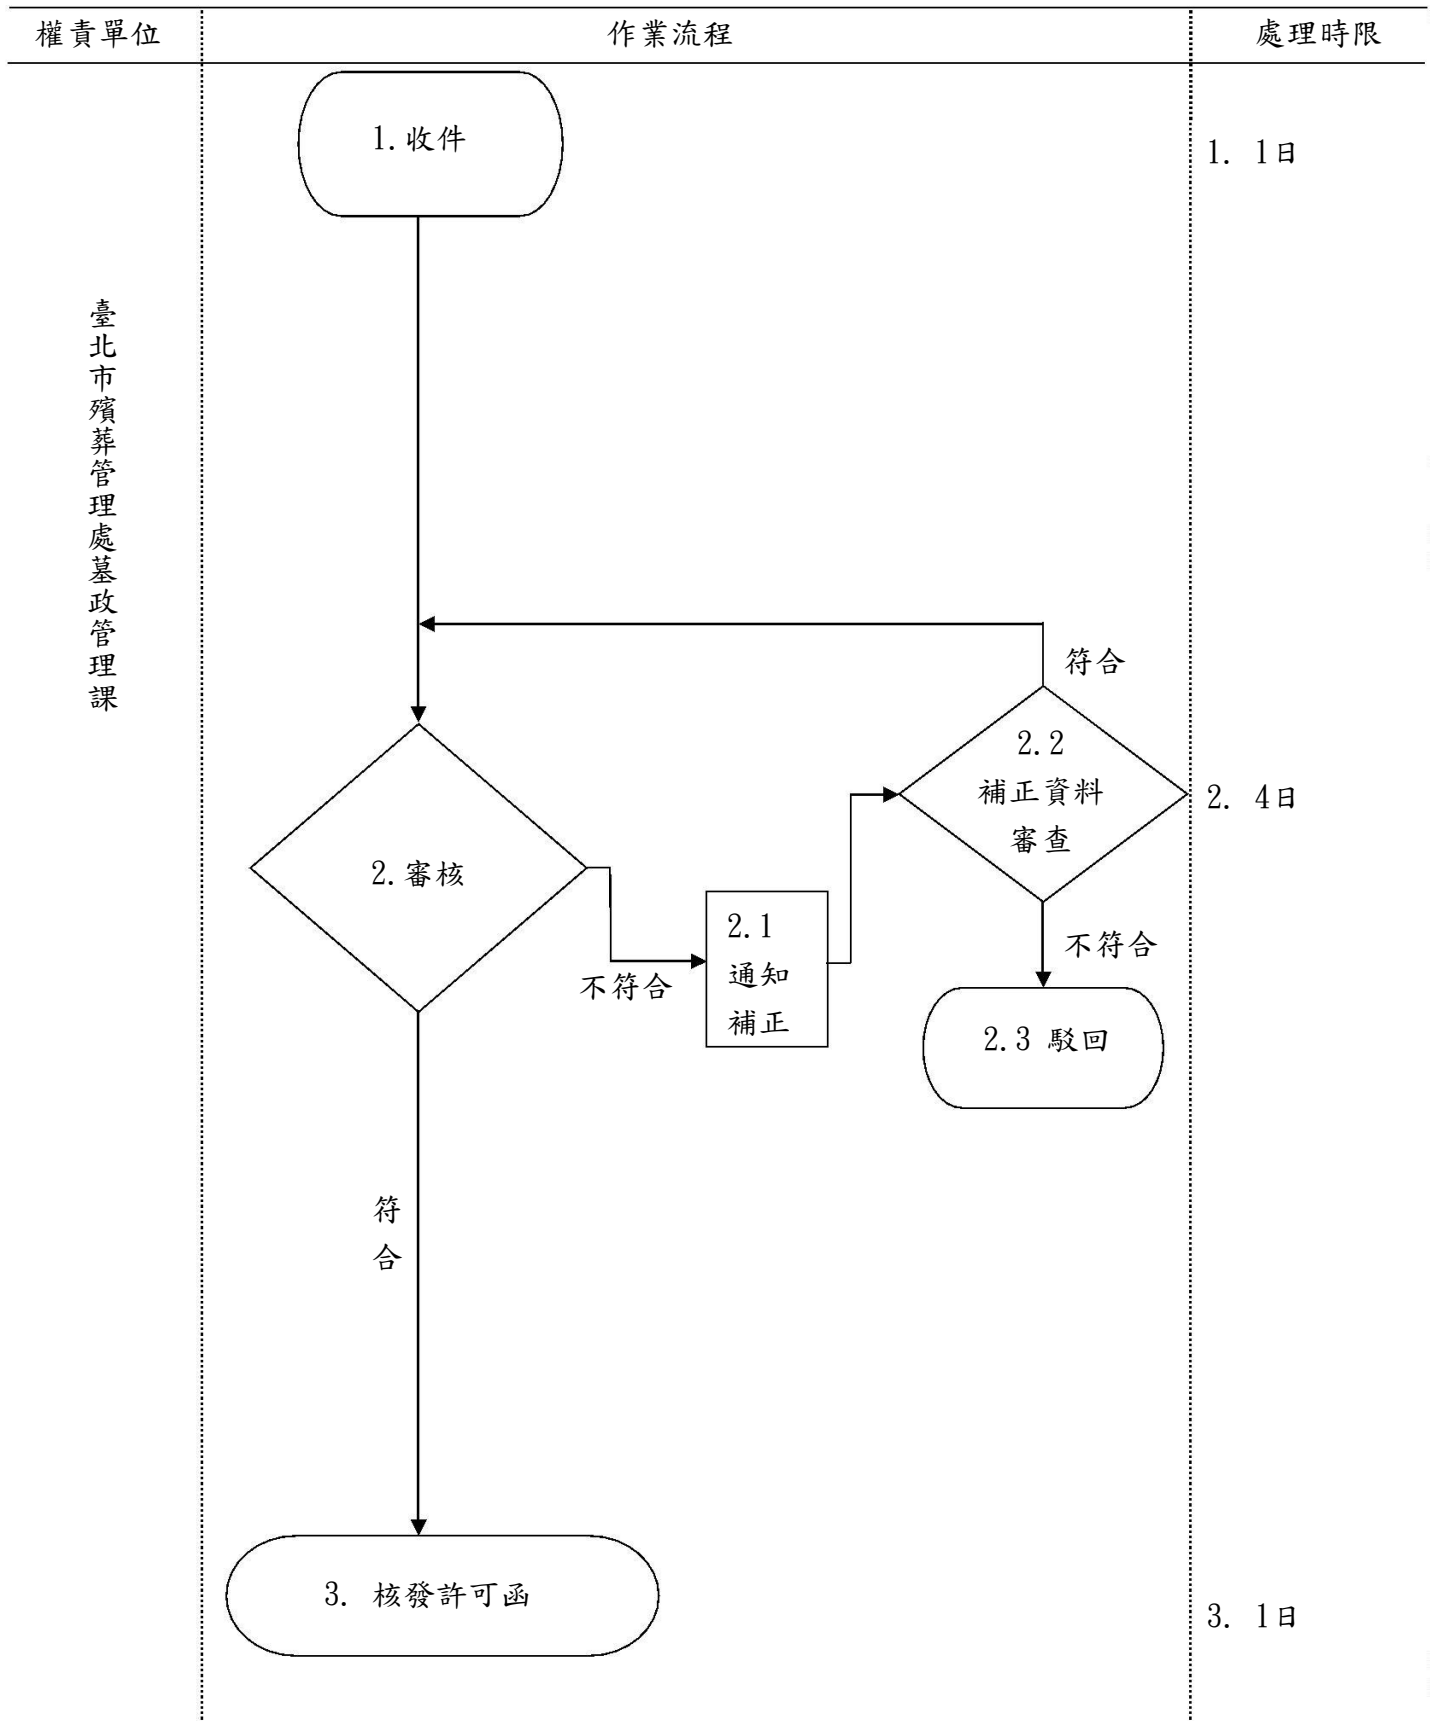 權責單位
作業流程
處理時限
1.收件
1. 1日
臺北市殯葬管理處墓政管理課
符合
2.2
補正資料
審查
2. 4日
2.審核
不符合
2.1
通知
補正
不符合
2.3 駁回
符
合
3. 核發許可函
3. 1日